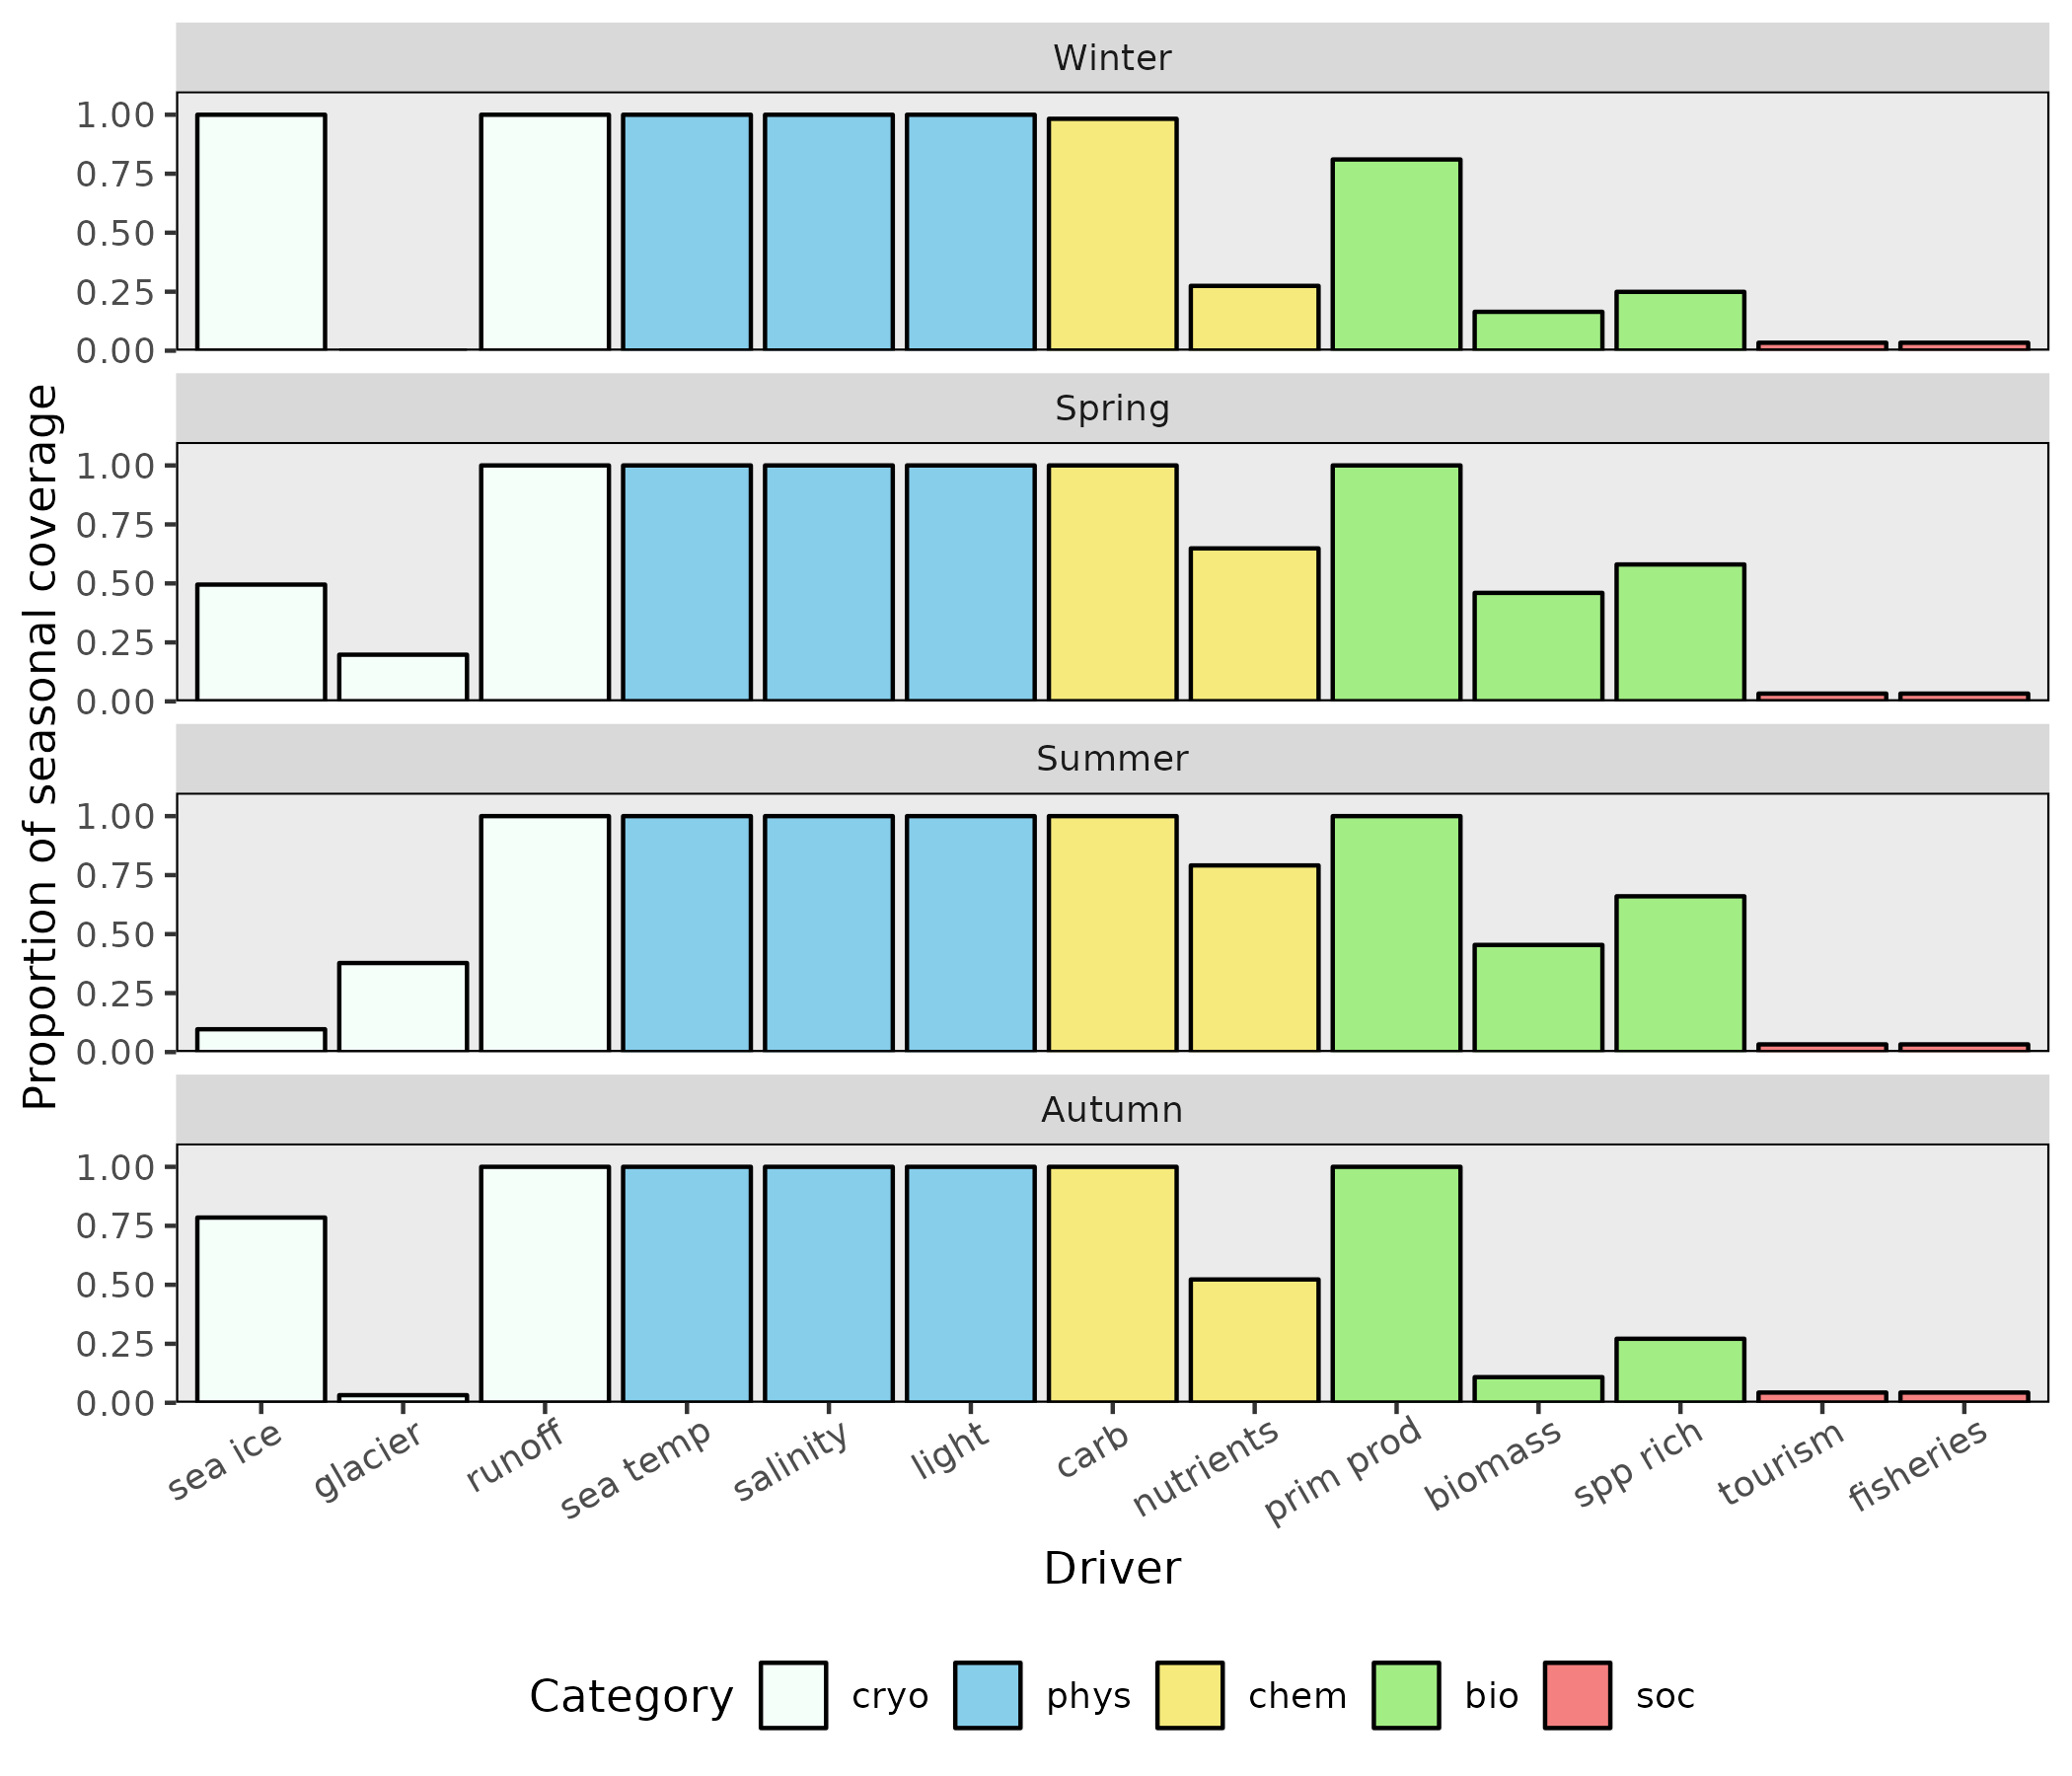 Winter
1.00
0.75
0.50
0.25
0.00
Spring
1.00
0.75
0.50
0.25
0.00
Summer
1.00
0.75
0.50
0.25
0.00
Autumn
1.00
0.75
0.50
0.25
0.00
Proportion of seasonal coverage
sea ice
glacier
runoff
sea temp
salinity
light
carb
nutrients
prim prod
biomass
spp rich
tourism
fisheries
Driver
Category cryo phys chem bio soc